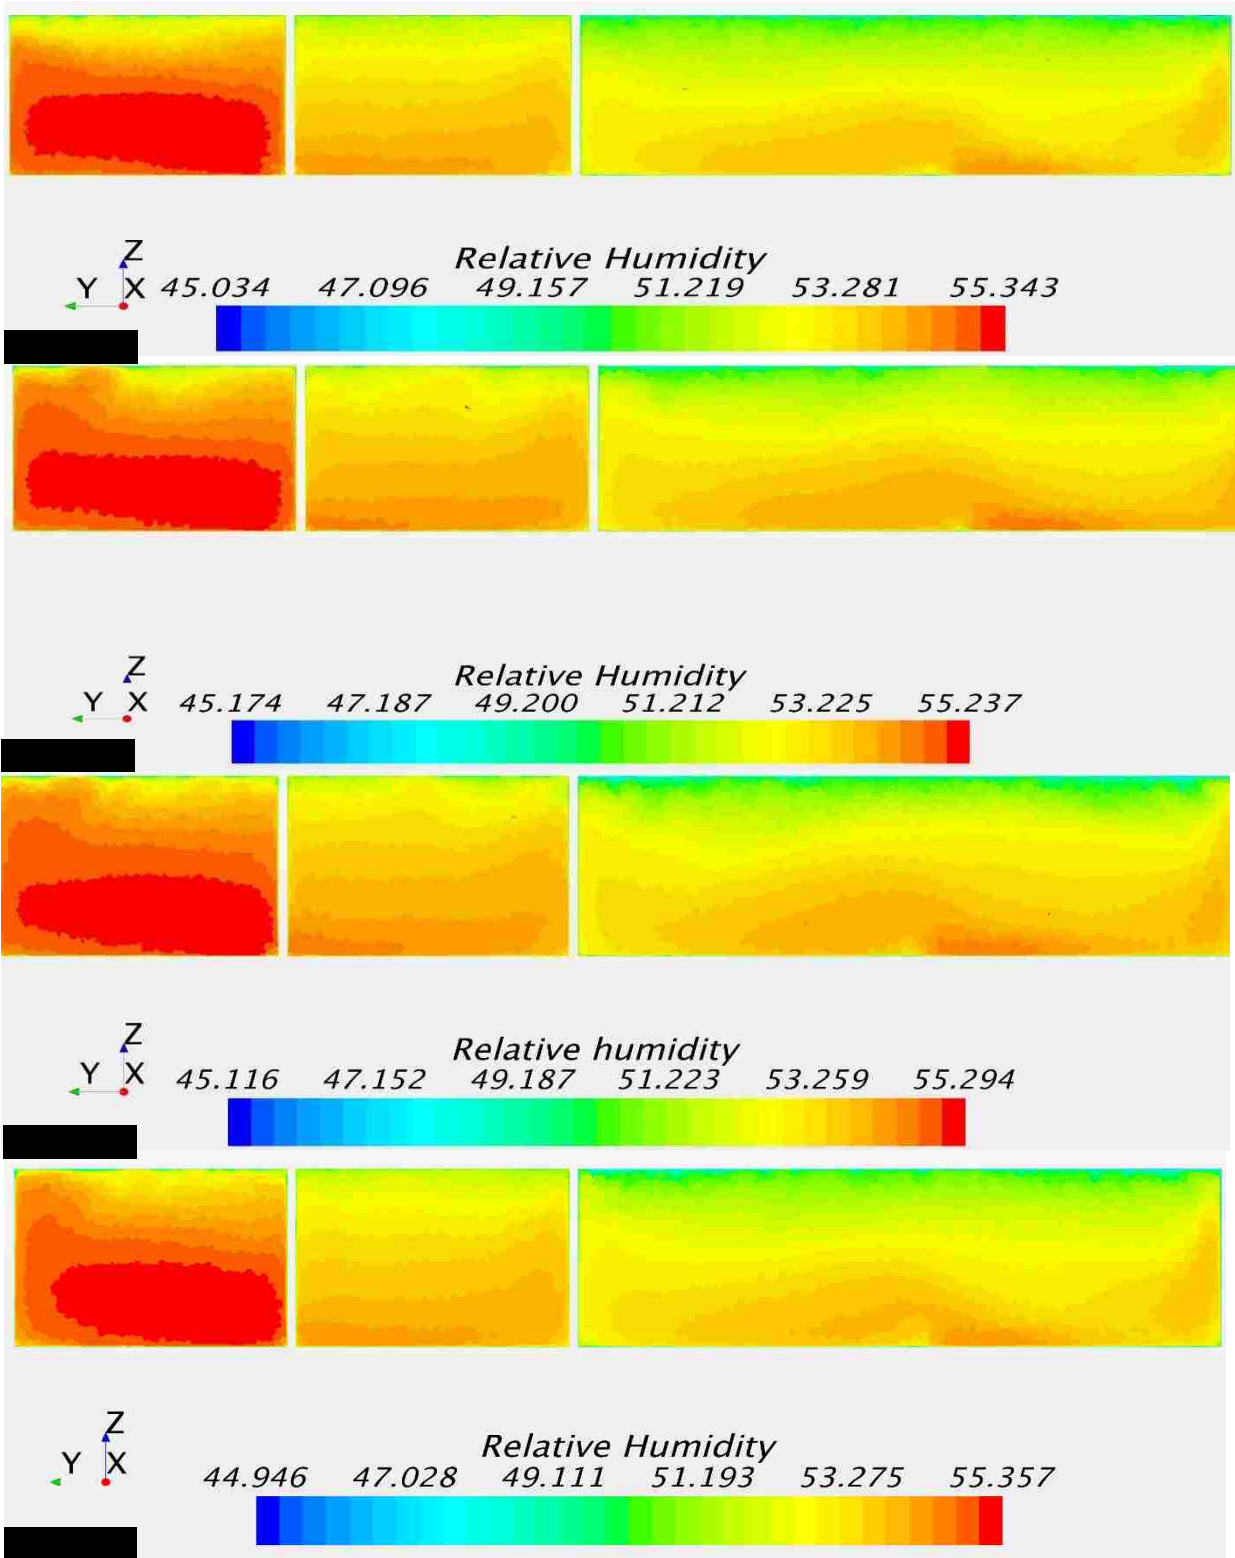 Relative Humidity
Z
Y X 45.034 47.096 49.157 51.219 53.281 55.343
Z
Relative Humidity
Y X 45.174 47.187 49.200 51.212 53.225 55.237
Z
Relative humidity
Y X 45.116 47.152 49.187 51.223 53.259 55.294
Z
Relative Humidity
Y X 44.946 47.028 49.111 51.193 53.275 55.357